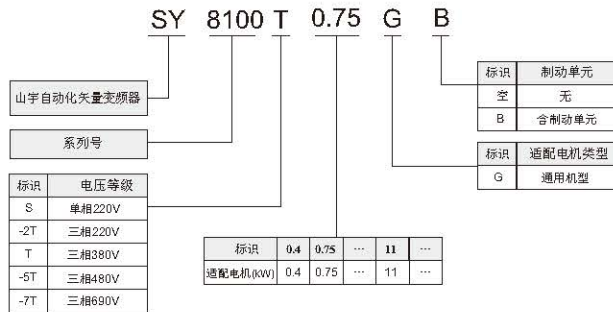 SY 8100 T 0.75 G B
山宇自动化矢量变频器
系列号
标识 电压等级
S 单相220V
-2T 三相220V
T 三相380V
-5T 三相480V
-7T 三相690V
标识 0.4 0.75 … 11 …
适配电机(kW) 0.4 0.75 … 11 …
标识 制动单元
空 无
B 含制动单元
标识 适配电机类型
G 通用机型